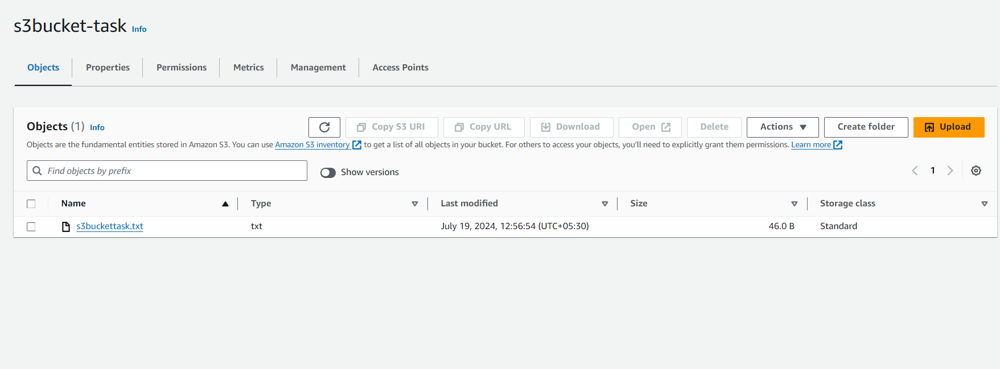 s3bucket-task Info
Objects Properties Permissions Metrics Management Access Points
Objects (1) Info Copy S3 URI Copy URL Download Open Delete Actions Create folder Upload
Objects are the fundamental entities stored in Amazon S3. You can use Amazon S3 inventory to get a list of all objects in your bucket. For others to access your objects, you’ll need to explicitly grant them permissions. Learn more
Find objects by prefix Show versions 1
Name Type Last modified Size Storage class
s3buckettask.txt txt July 19, 2024, 12:56:54 (UTC+05:30) 46.0 B Standard